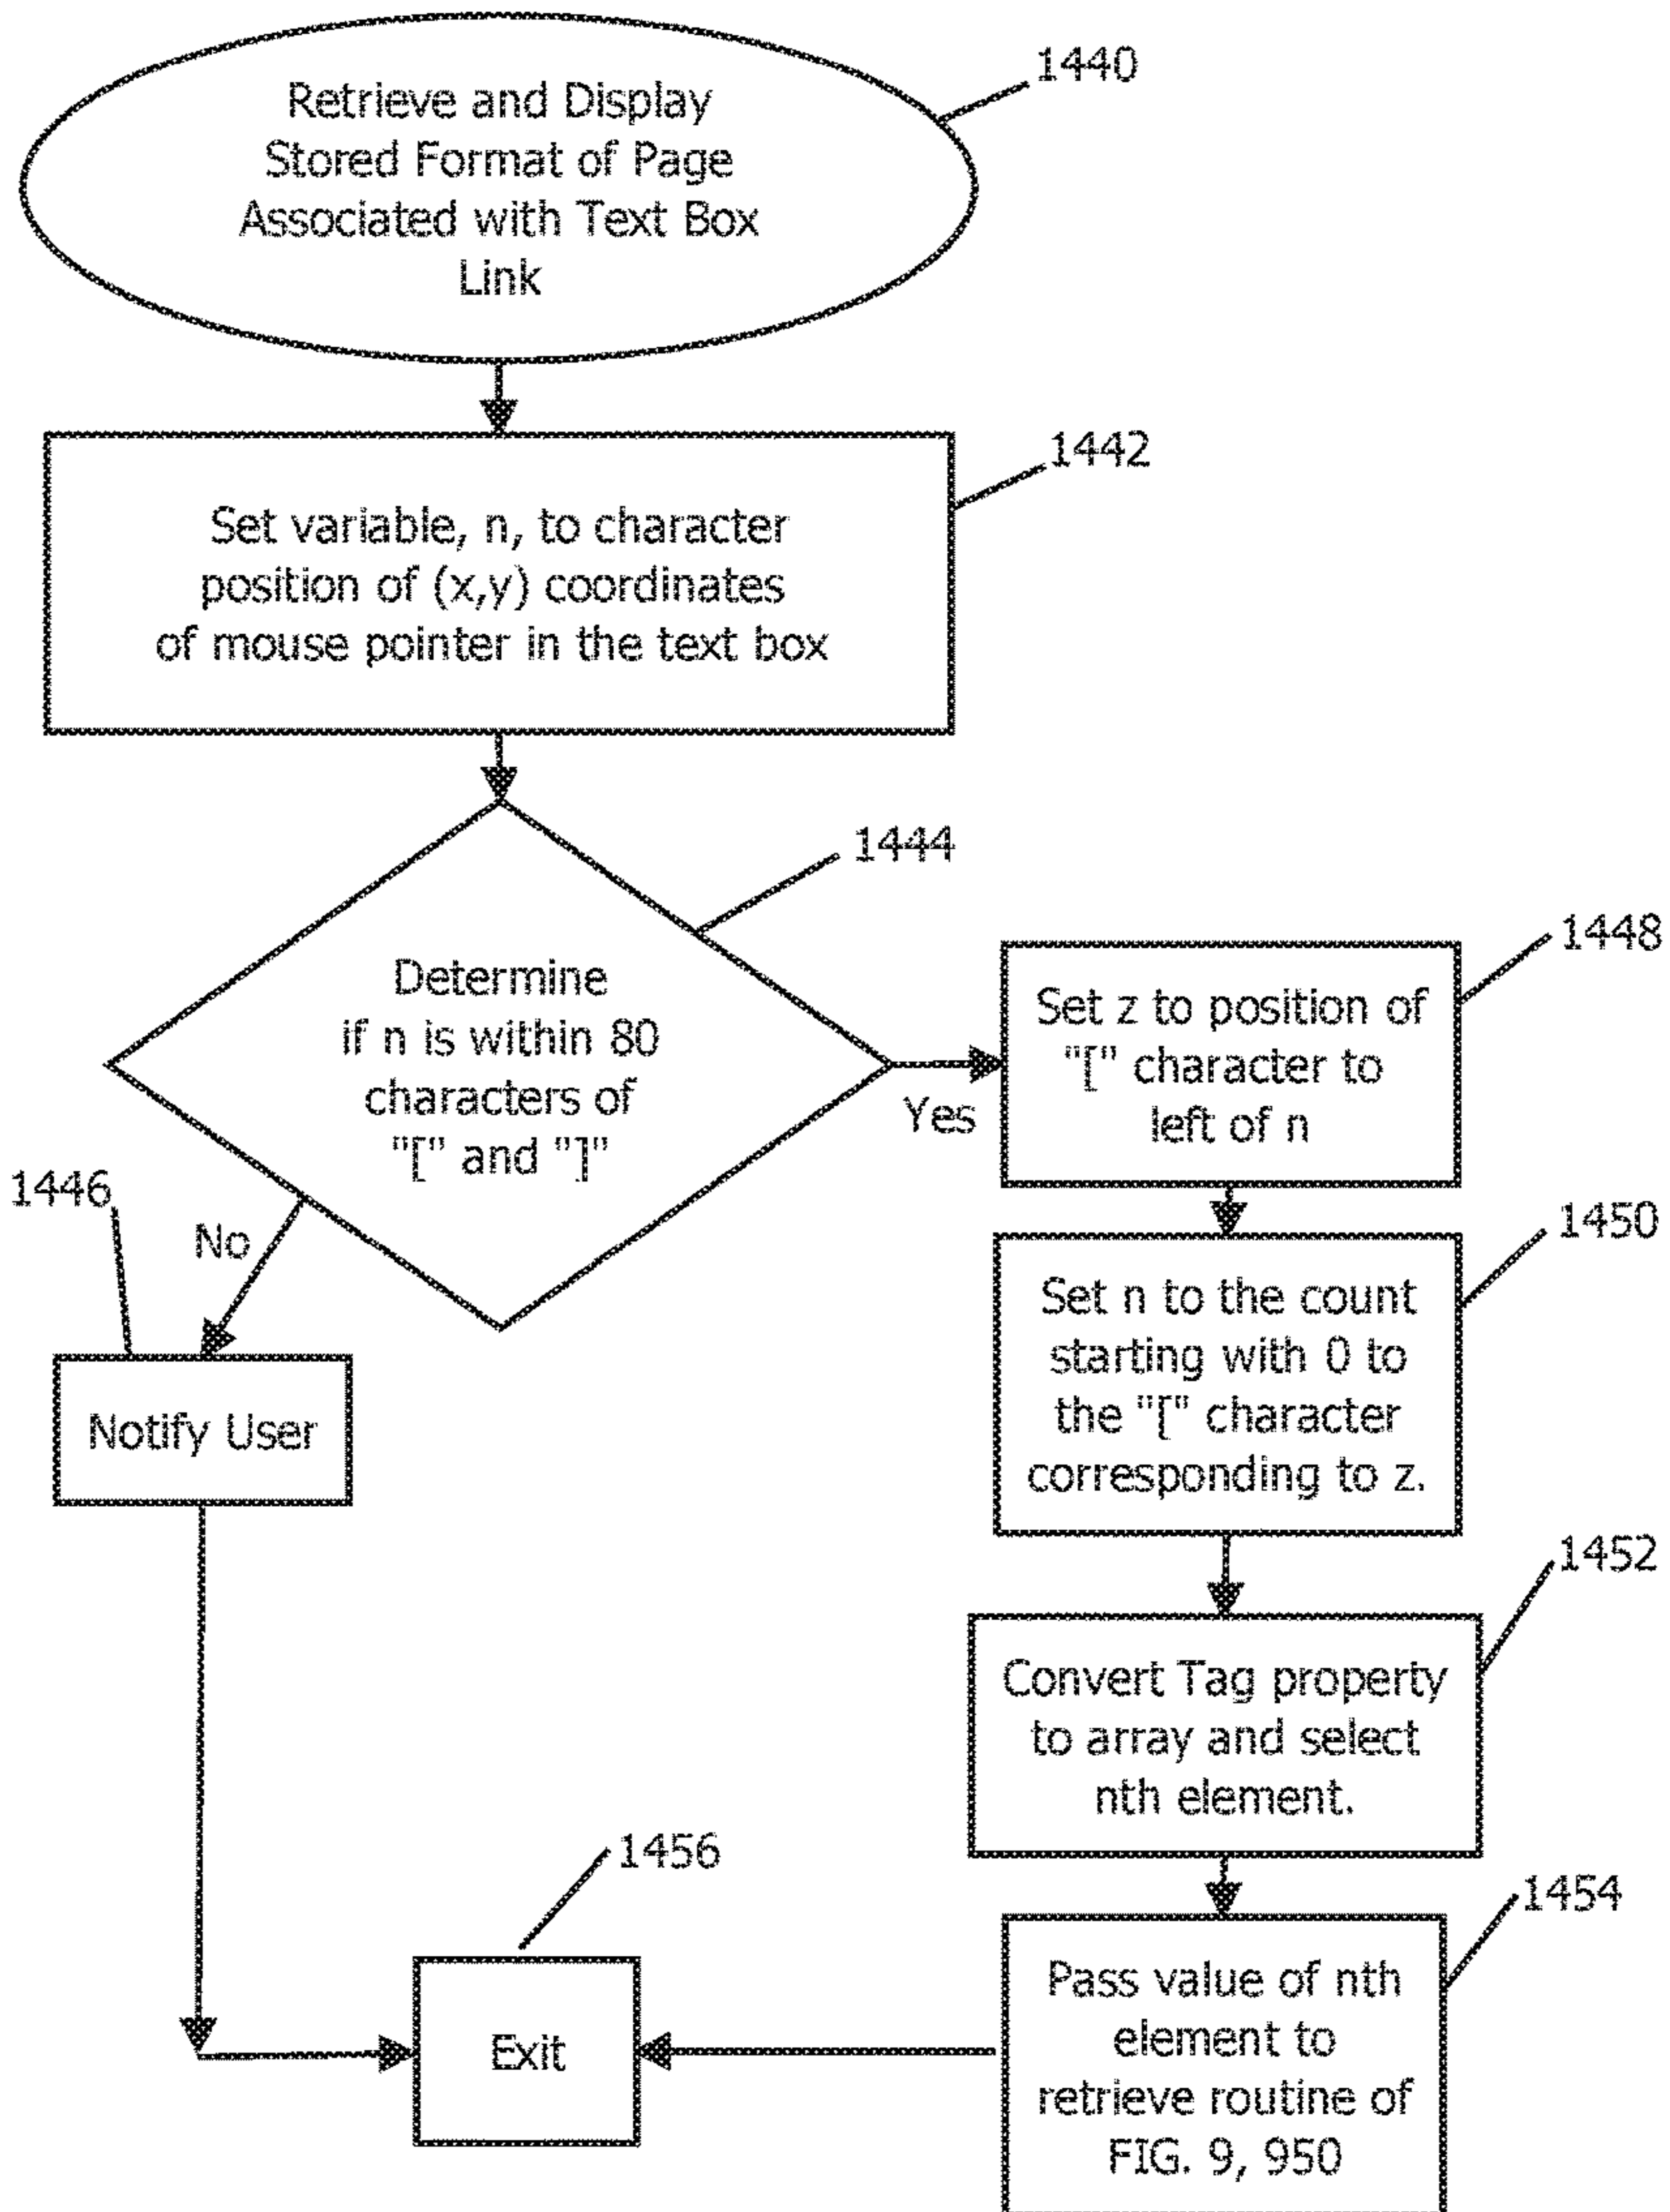 1440
Retrieve and Display
Stored Format of Page
Associated with Text Box
Link
1442
Set variable, n, to character
position of (x,y) coordinates
of mouse pointer in the text box
1444
Determine
if n is within 80
characters of
"[" and "]"
Yes
No
1446
Notify User
1448
Set z to position of
"[" character to
left of n
1450
Set n to the count
starting with 0 to
the "[" character
corresponding to z.
1452
Convert Tag property
to array and select
nth element.
1454
Pass value of nth
element to
retrieve routine of
FIG. 9, 950
1456
Exit